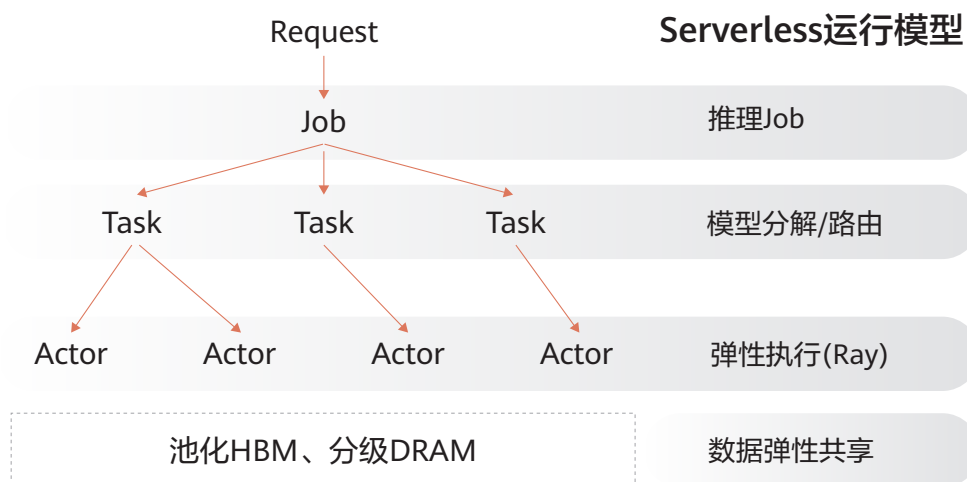 Request
Serverless运行模型
Job
推理Job
Task Task Task
模型分解/路由
Actor Actor Actor Actor
弹性执行(Ray)
池化HBM、分级DRAM
数据弹性共享